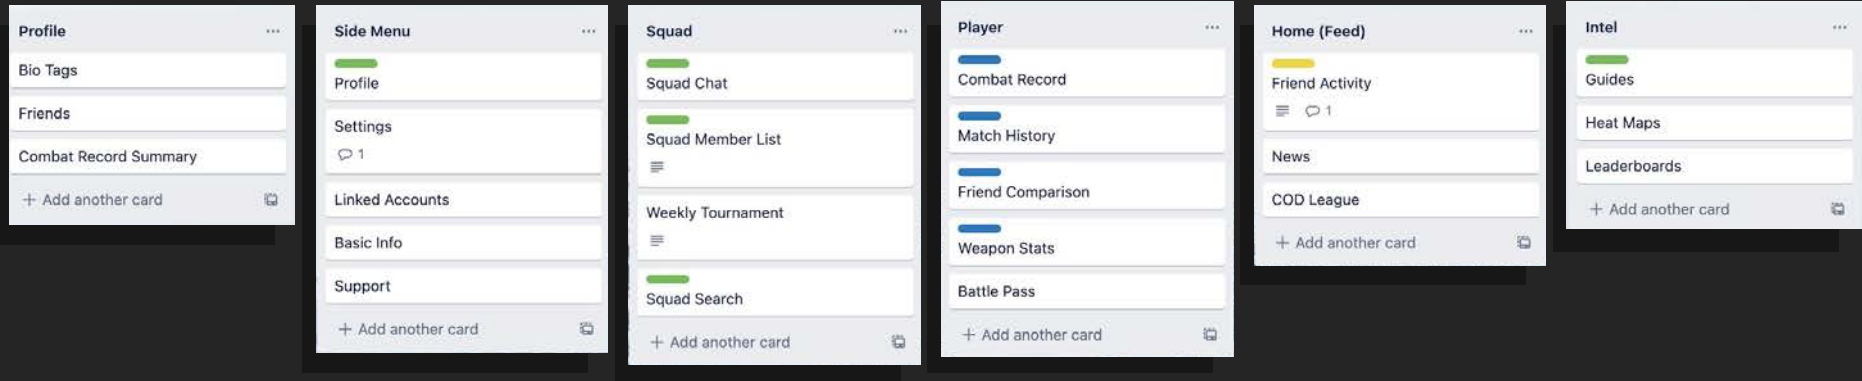 Profile
Bio Tags
Friends
Combat Record Summary
+ Add another card
Side Menu
Profile
Settings
1
Linked Accounts
Basic Info
Support
+ Add another card
Squad
Squad Chat
Squad Member List
Weekly Tournament
Squad Search
+ Add another card
Player
Combat Record
Match History
Friend Comparison
Weapon Stats
Battle Pass
+ Add another card
Home (Feed)
Friend Activity
1
News
COD League
+ Add another card
Intel
Guides
Heat Maps
Leaderboards
+ Add another card